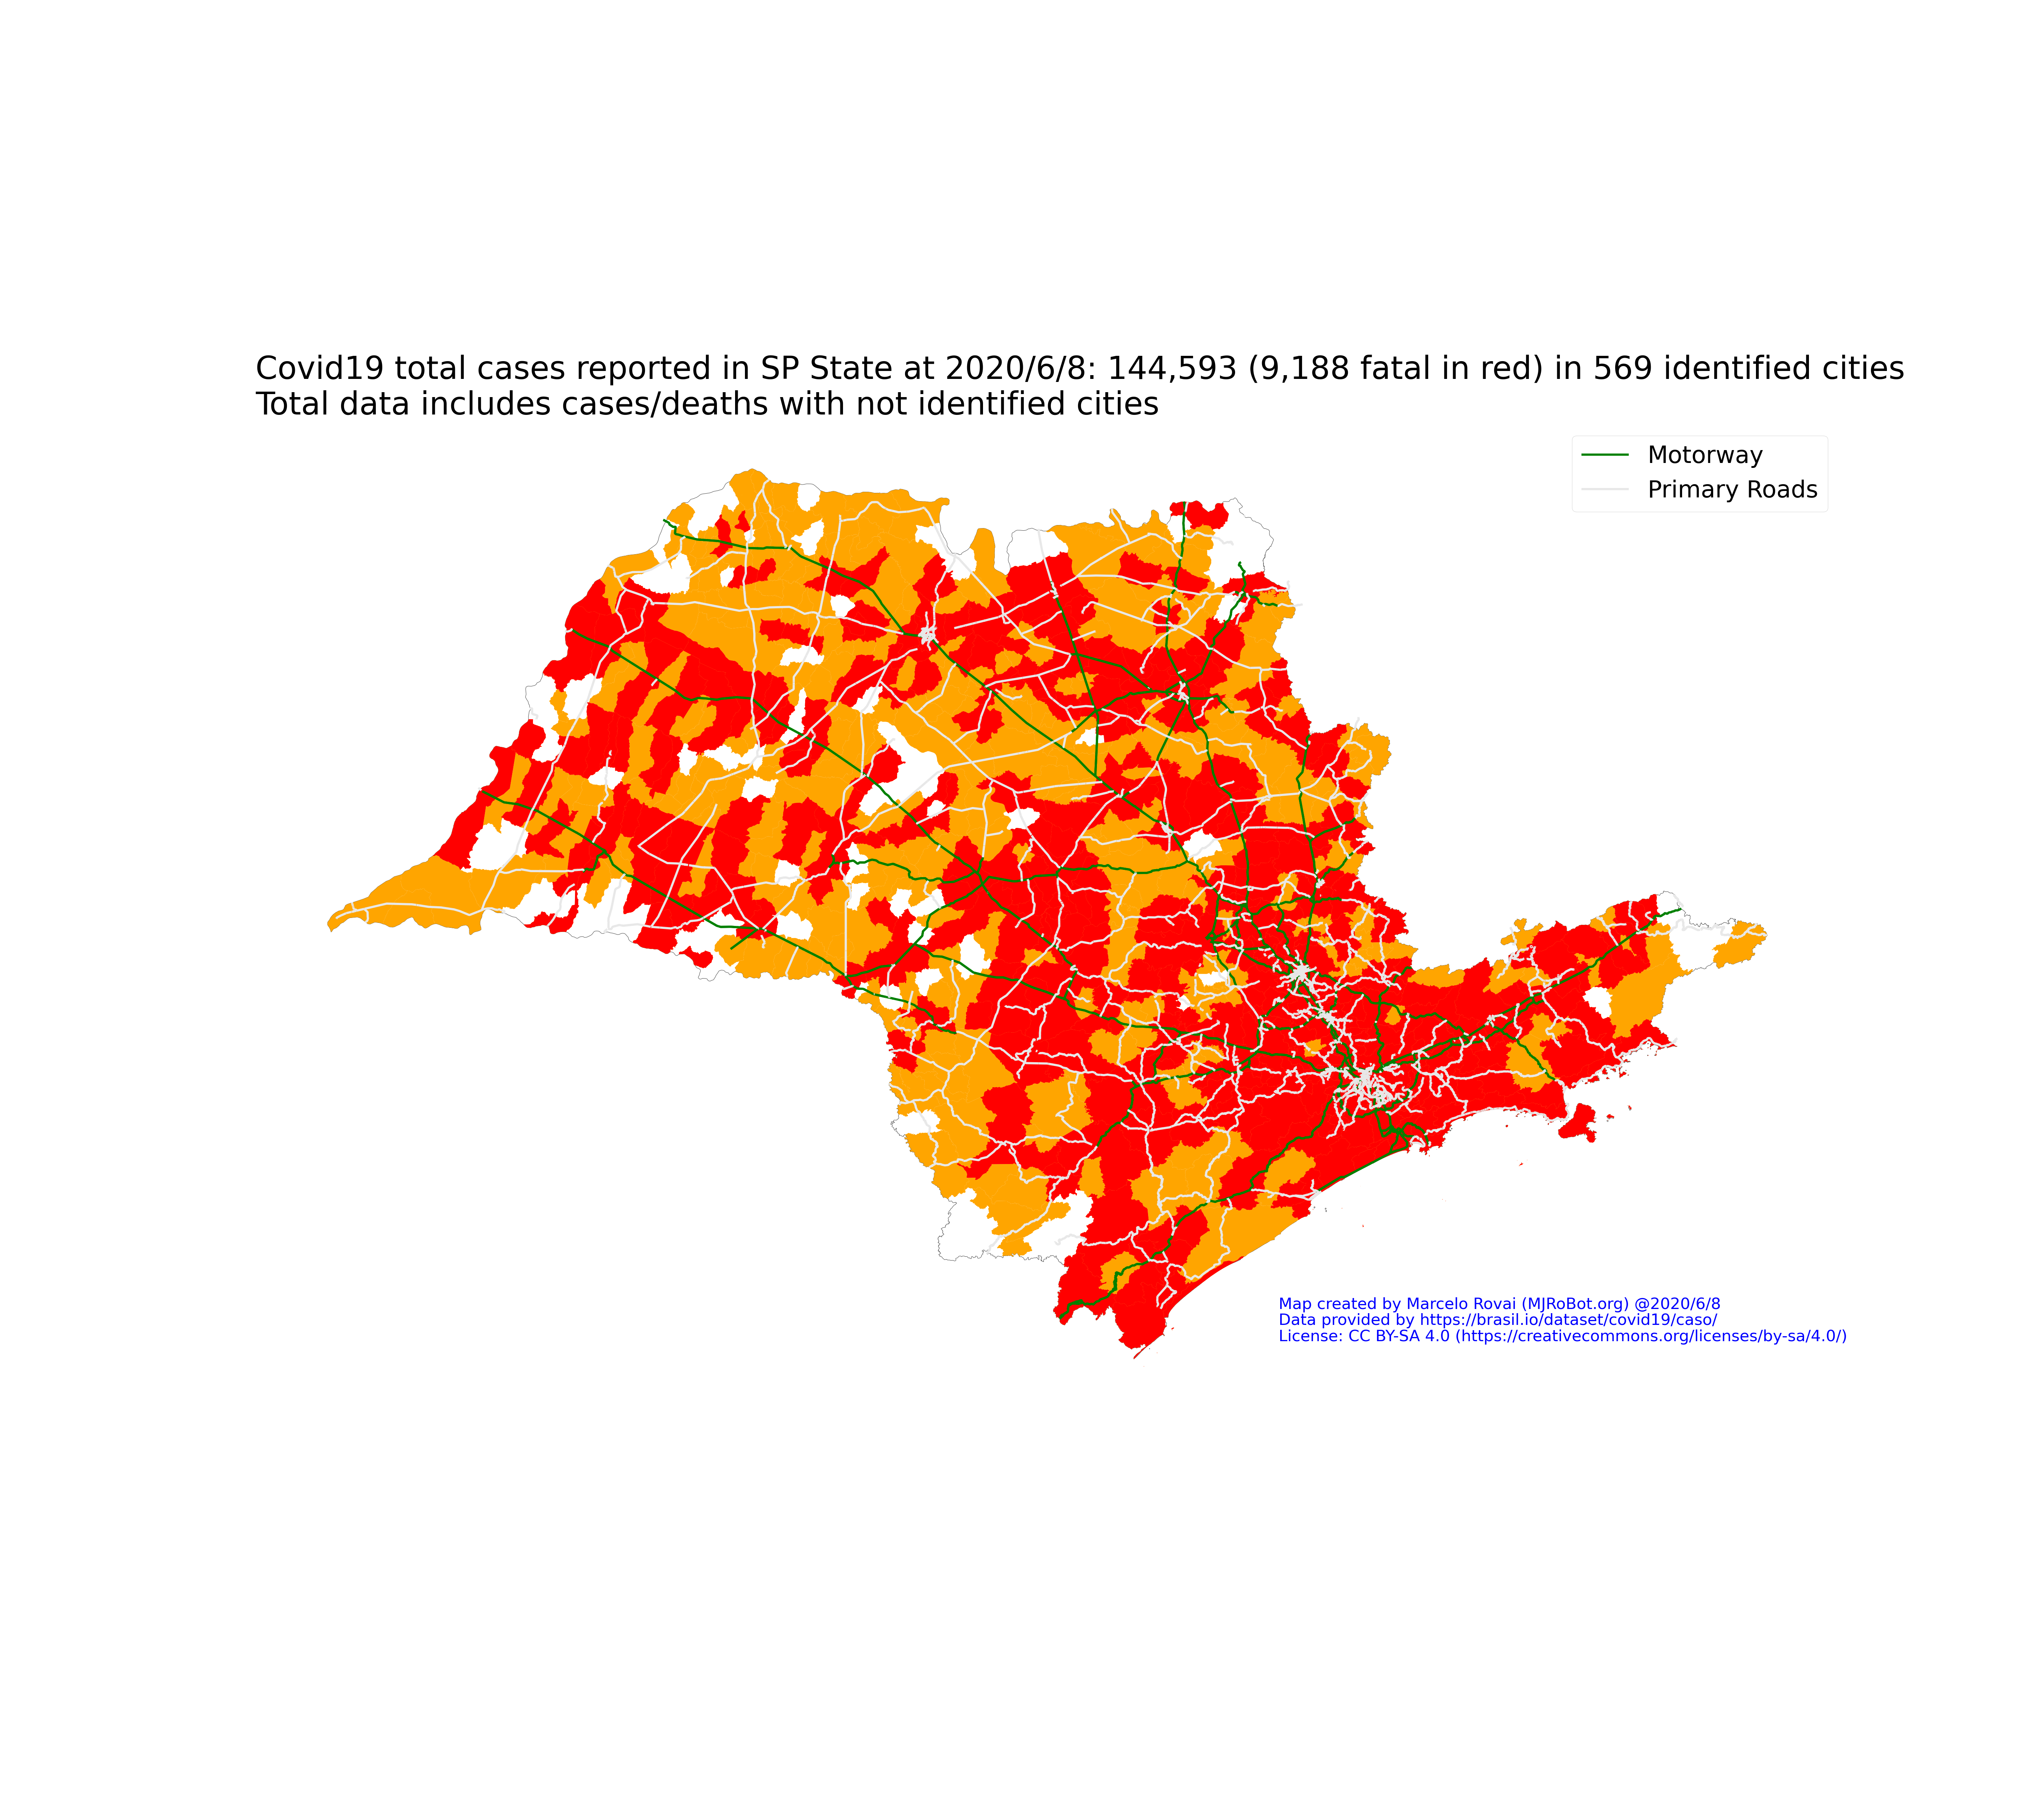 Covid19 total cases reported in SP State at 2020/6/8: 144,593 (9,188 fatal in red) in 569 identified cities
Total data includes cases/deaths with not identified cities
Motorway
Primary Roads
Map created by Marcelo Rovai (MJRoBot.org) @2020/6/8
Data provided by https://brasil.io/dataset/covid19/caso/
License: CC BY-SA 4.0 (https://creativecommons.org/licenses/by-sa/4.0/)